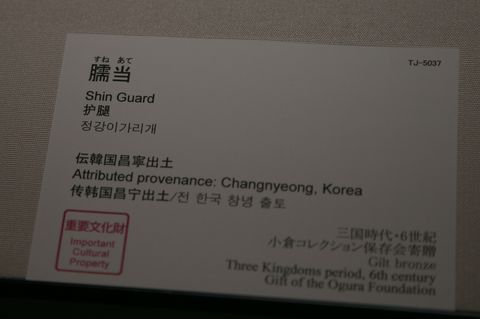 すね あて
臑当
TJ-5037
Shin Guard
护腿
정강이가리개
伝韓国昌寧出土
Attributed provenance: Changnyeong, Korea
传韩国昌宁出土/전 한국 창녕 출토
重要文化財
Important
Cultural
Property
三国時代・6世紀
小倉コレクション保存会寄贈
Gilt bronze
Three Kingdoms period, 6th century
Gift of the Ogura Foundation